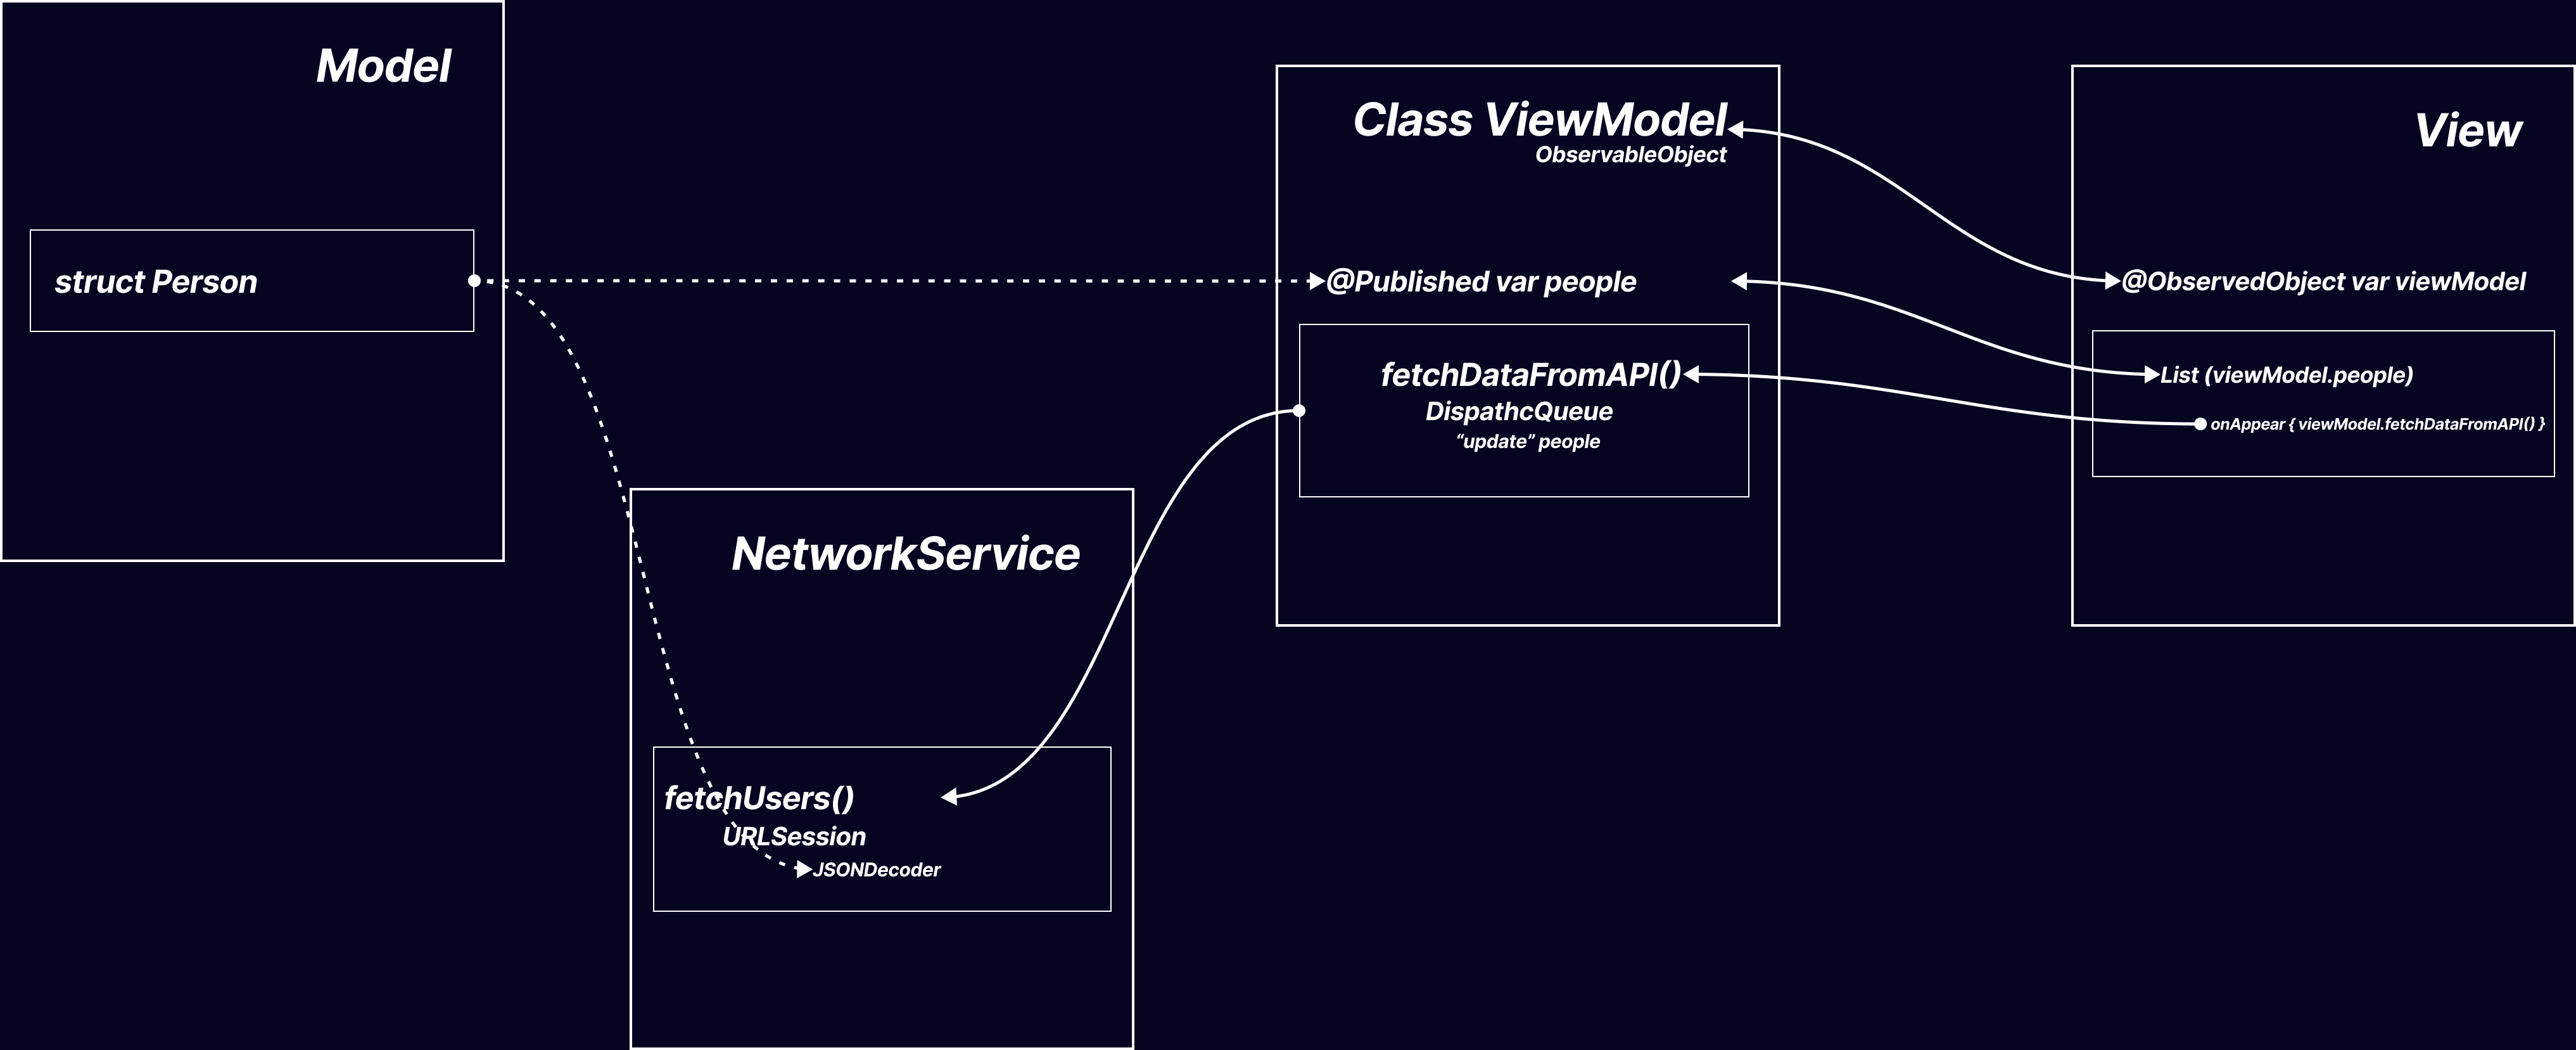 Model
struct Person
NetworkService
fetchUsers()
URLSession
JSONDecoder
Class ViewModel
ObservableObject
@Published var people
fetchDataFromAPI()
DispathcQueue
“update” people
View
@ObservedObject var viewModel
List (viewModel.people)
onAppear { viewModel.fetchDataFromAPI() }